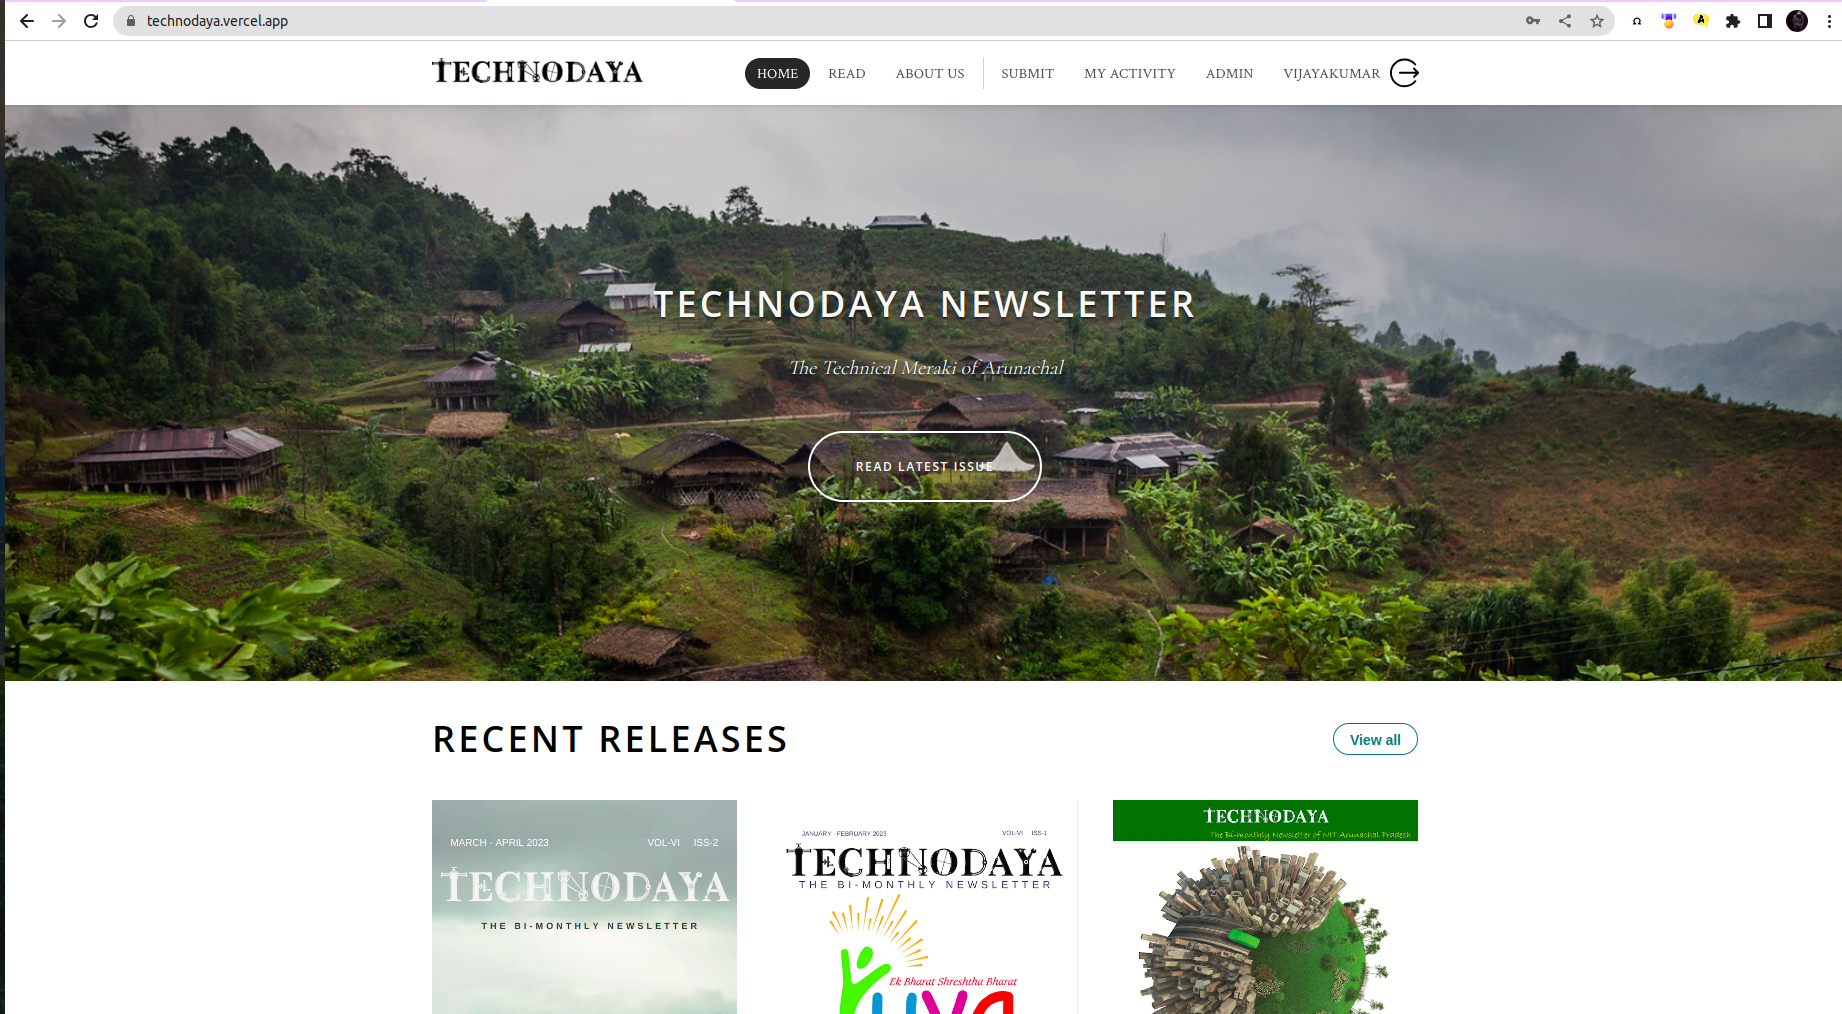 technodaya.vercel.app
TECHNODAYA
HOME READ ABOUT US SUBMIT MY ACTIVITY ADMIN VIJAYAKUMAR
TECHNODAYA NEWSLETTER
The Technical Meraki of Arunachal
READ LATEST ISSUE
RECENT RELEASES
View all
MARCH - APRIL 2023 VOL-VI ISS-2
TECHNODAYA
THE BI-MONTHLY NEWSLETTER
JANUARY - FEBRUARY 2023 VOL-VI ISS-1
TECHNODAYA
THE BI-MONTHLY NEWSLETTER
Ek Bharat Shreshtha Bharat
TECHNODAYA
The Bi-monthly Newsletter of NIT Arunachal Pradesh